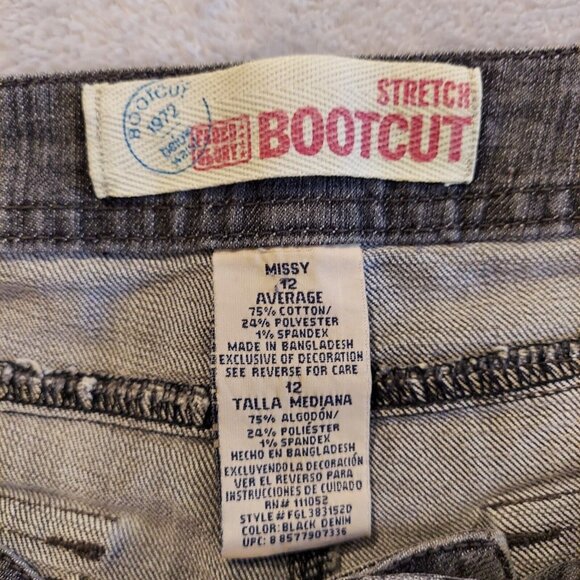 BOOTCUT
1972
STRETCH
BOOTCUT
MISSY
12
AVERAGE
75% COTTON/
24% POLYESTER
1% SPANDEX
MADE IN BANGLADESH
EXCLUSIVE OF DECORATION
SEE REVERSE FOR CARE
12
TALLA MEDIANA
75% ALGODÓN/
24% POLIÉSTER
1% SPANDEX
HECHO EN BANGLADESH
EXCLUYENDO LA DECORACIÓN
VER EL REVERSO PARA
INSTRUCCIONES DE CUIDADO
RN# 111052
STYLE# FGL383152D
COLOR: BLACK DENIM
UPC: 8 8577907336